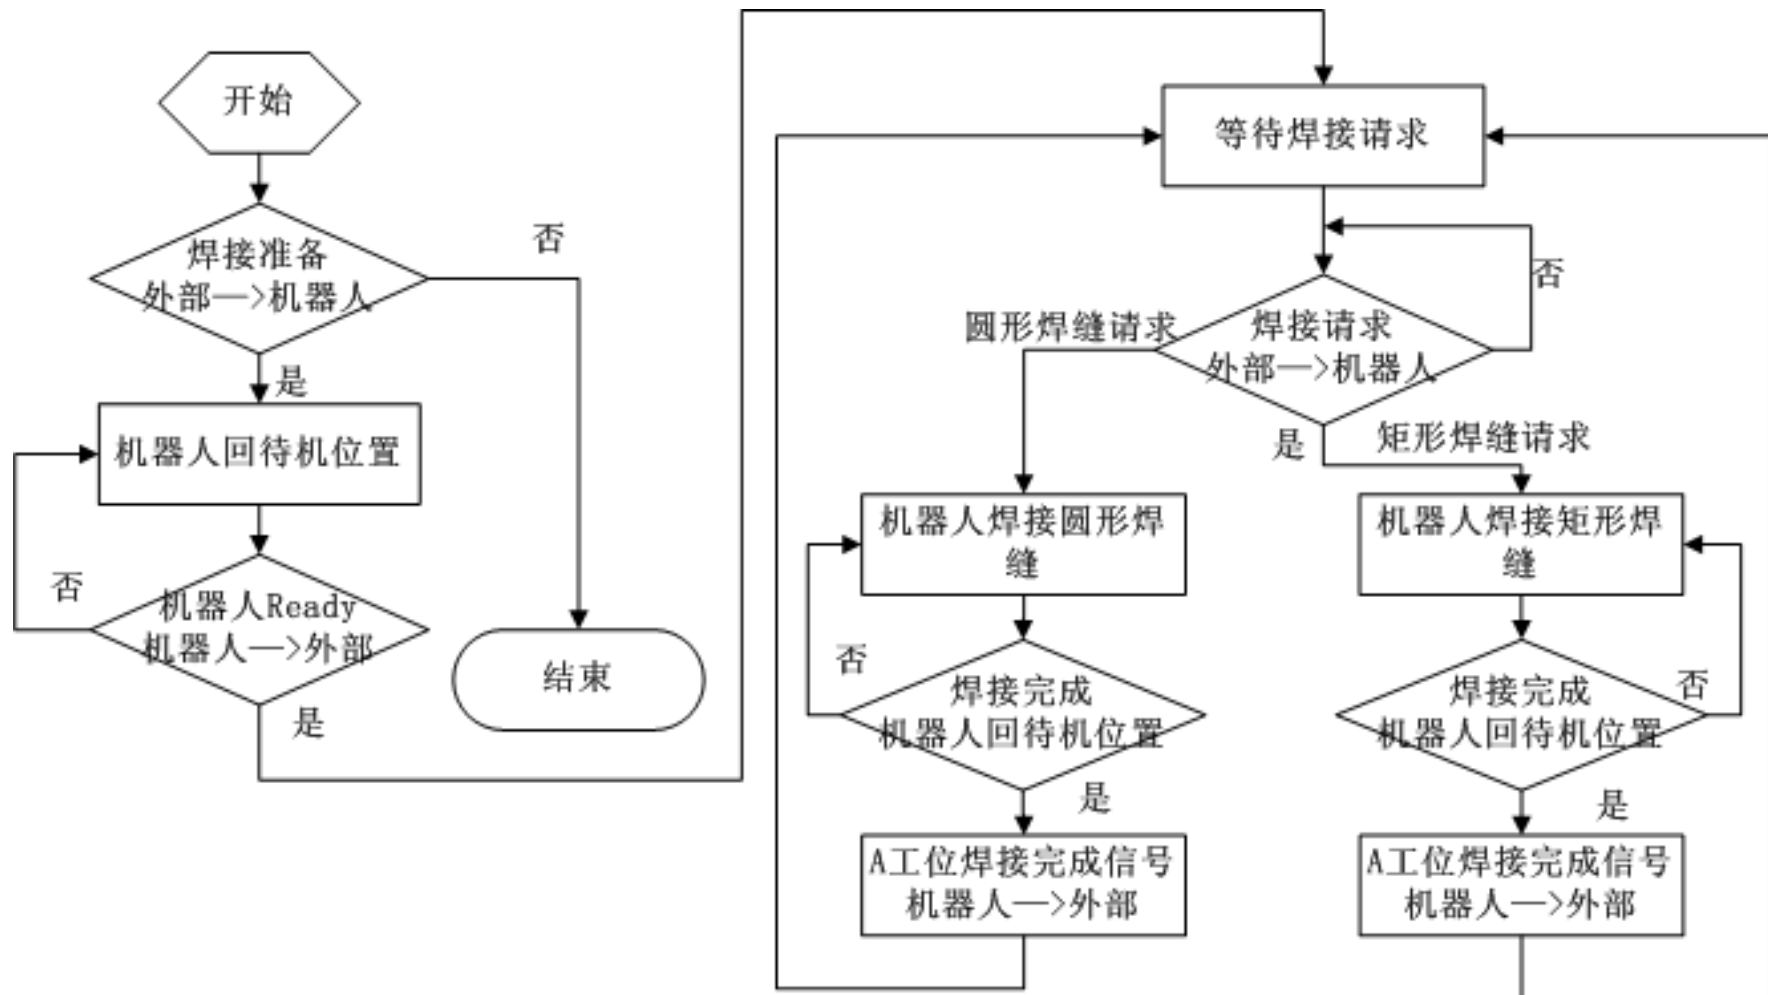 开始
焊接准备
外部—>机器人
否
是
机器人回待机位置
否
机器人Ready
机器人—>外部
是
结束
等待焊接请求
否
圆形焊缝请求
焊接请求
外部—>机器人
是
矩形焊缝请求
机器人焊接圆形焊
缝
否
焊接完成
机器人回待机位置
是
A工位焊接完成信号
机器人—>外部
机器人焊接矩形焊
缝
否
焊接完成
机器人回待机位置
是
A工位焊接完成信号
机器人—>外部